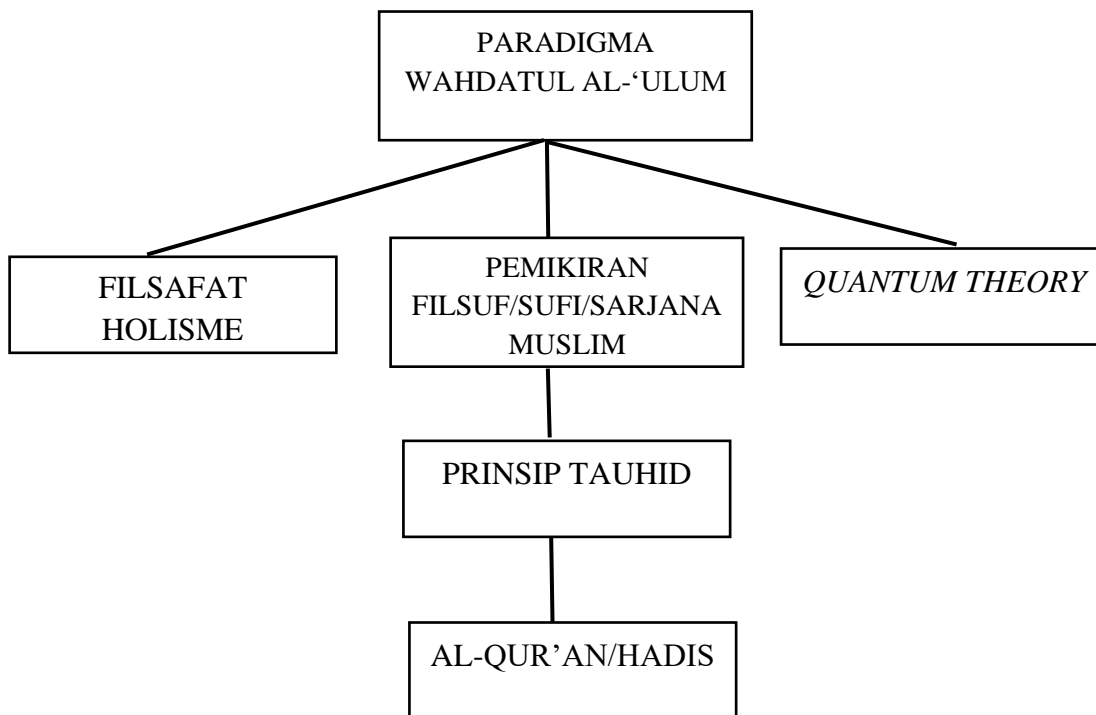 PARADIGMA
WAHDATUL AL-‘ULUM
FILSAFAT
HOLISME
PEMIKIRAN
FILSUF/SUFI/SARJANA
MUSLIM
QUANTUM THEORY
PRINSIP TAUHID
AL-QUR’AN/HADIS